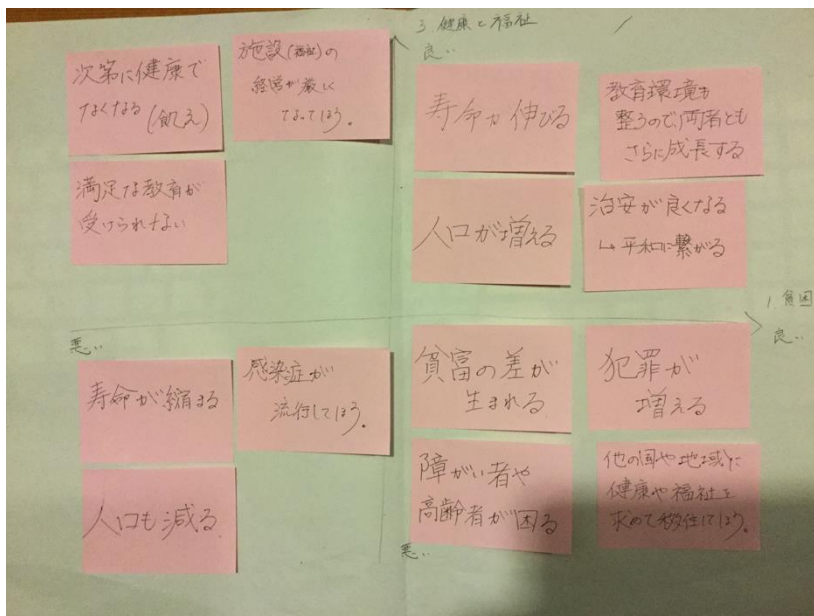 3 健康と福祉
良い
次第に健康で
なくなる(飢え)
施設(福祉)の
経営が厳しく
なってしまう。
満足な教育が
受けられない
寿命が伸びる
教育環境も
整うので両者とも
さらに成長する
人口が増える
治安が良くなる
↳平和に繋がる
1 貧困
良い
悪い
寿命が縮まる
感染症が
流行してしまう。
人口も減る
貧富の差が
生まれる
犯罪が
増える
障がい者や
高齢者が困る
他の国や地域に
健康や福祉を
求めて移住してしまう。
悪い